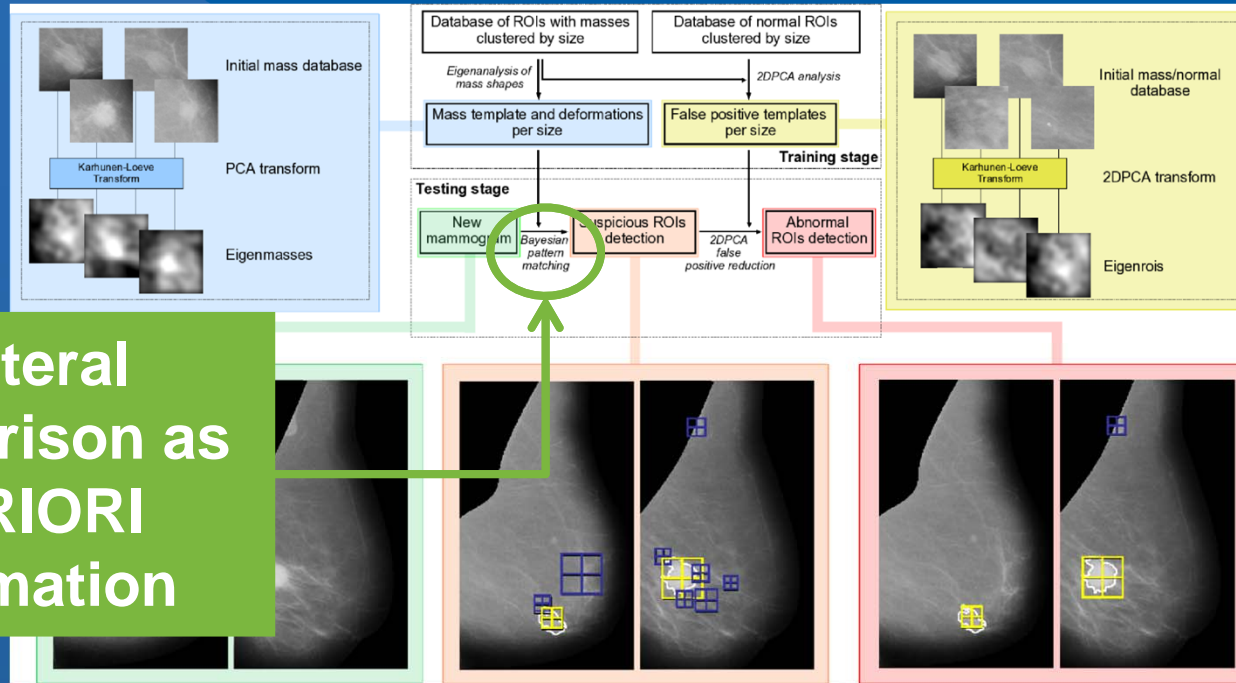 Database of ROIs with masses
clustered by size
Database of normal ROIs
clustered by size
Eigenanalysis of
mass shapes
2DPCA analysis
Mass template and deformations
per size
False positive templates
per size
Training stage
Initial mass database
Karhunen-Loeve
Transform
PCA transform
Eigenmasses
Initial mass/normal
database
Karhunen-Loeve
Transform
2DPCA transform
Eigenrois
Testing stage
New
mammogram
Bayesian
pattern
matching
Suspicious ROIs
detection
2DPCA
false
positive reduction
Abnormal
ROIs detection
teral
rison as
RIORI
mation